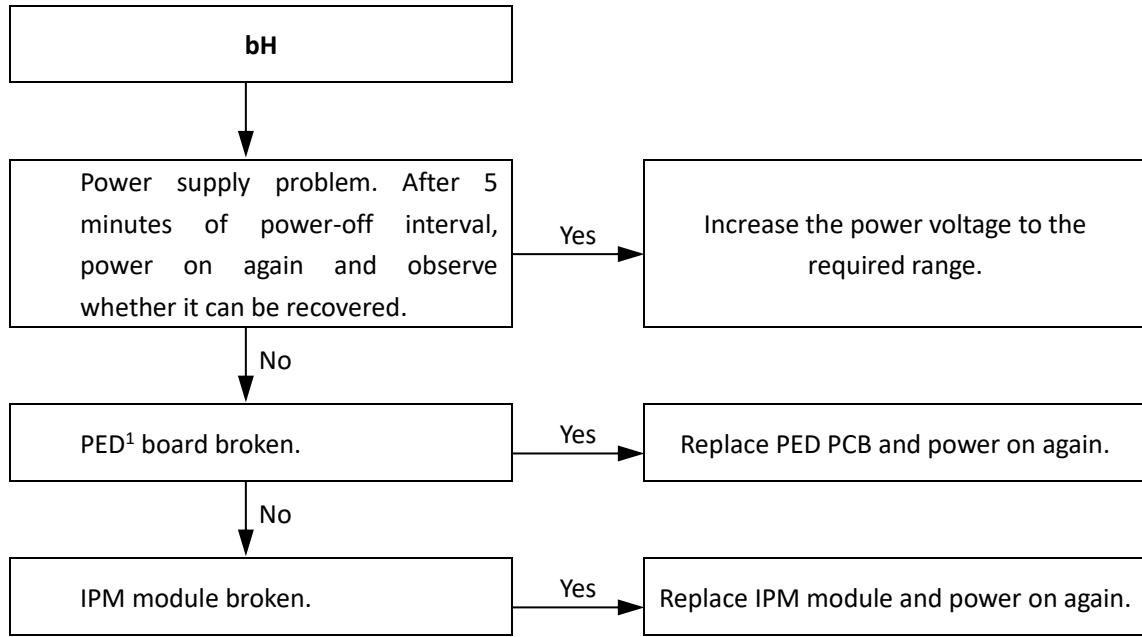 bH
Power supply problem. After 5
minutes of power-off interval,
power on again and observe
whether it can be recovered.
Yes
Increase the power voltage to the
required range.
No
PED¹ board broken.
Yes
Replace PED PCB and power on again.
No
IPM module broken.
Yes
Replace IPM module and power on again.